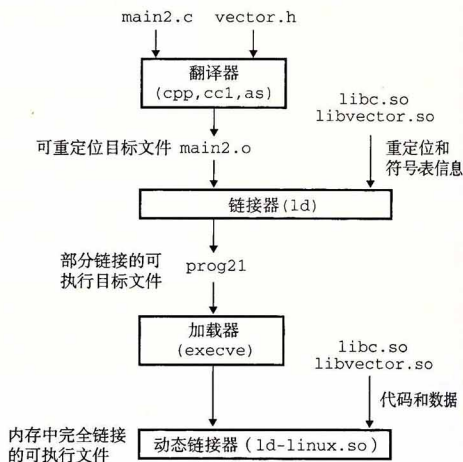 main2.c vector.h
翻译器
(cpp,cc1,as)
libc.so
libvector.so
可重定位目标文件 main2.o
重定位和
符号表信息
链接器(ld)
部分链接的可
执行目标文件
prog21
加载器
(execve)
libc.so
libvector.so
代码和数据
内存中完全链接
的可执行文件
动态链接器(ld-linux.so)